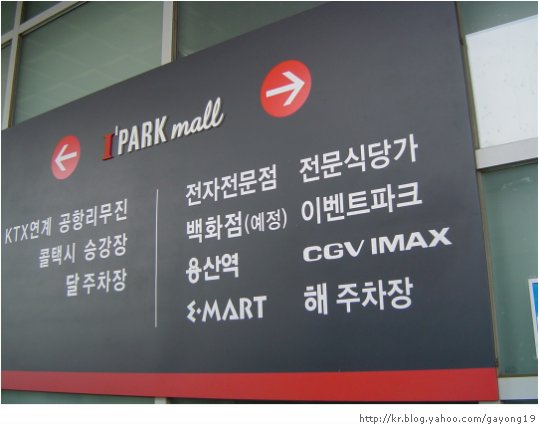 I'PARK mall
KTX연계 공항리무진
콜택시 승강장
달 주차장
전자전문점 전문식당가
백화점(예정) 이벤트파크
용산역 CGV IMAX
E·MART 해 주차장
http://kr.blog.yahoo.com/gayong19